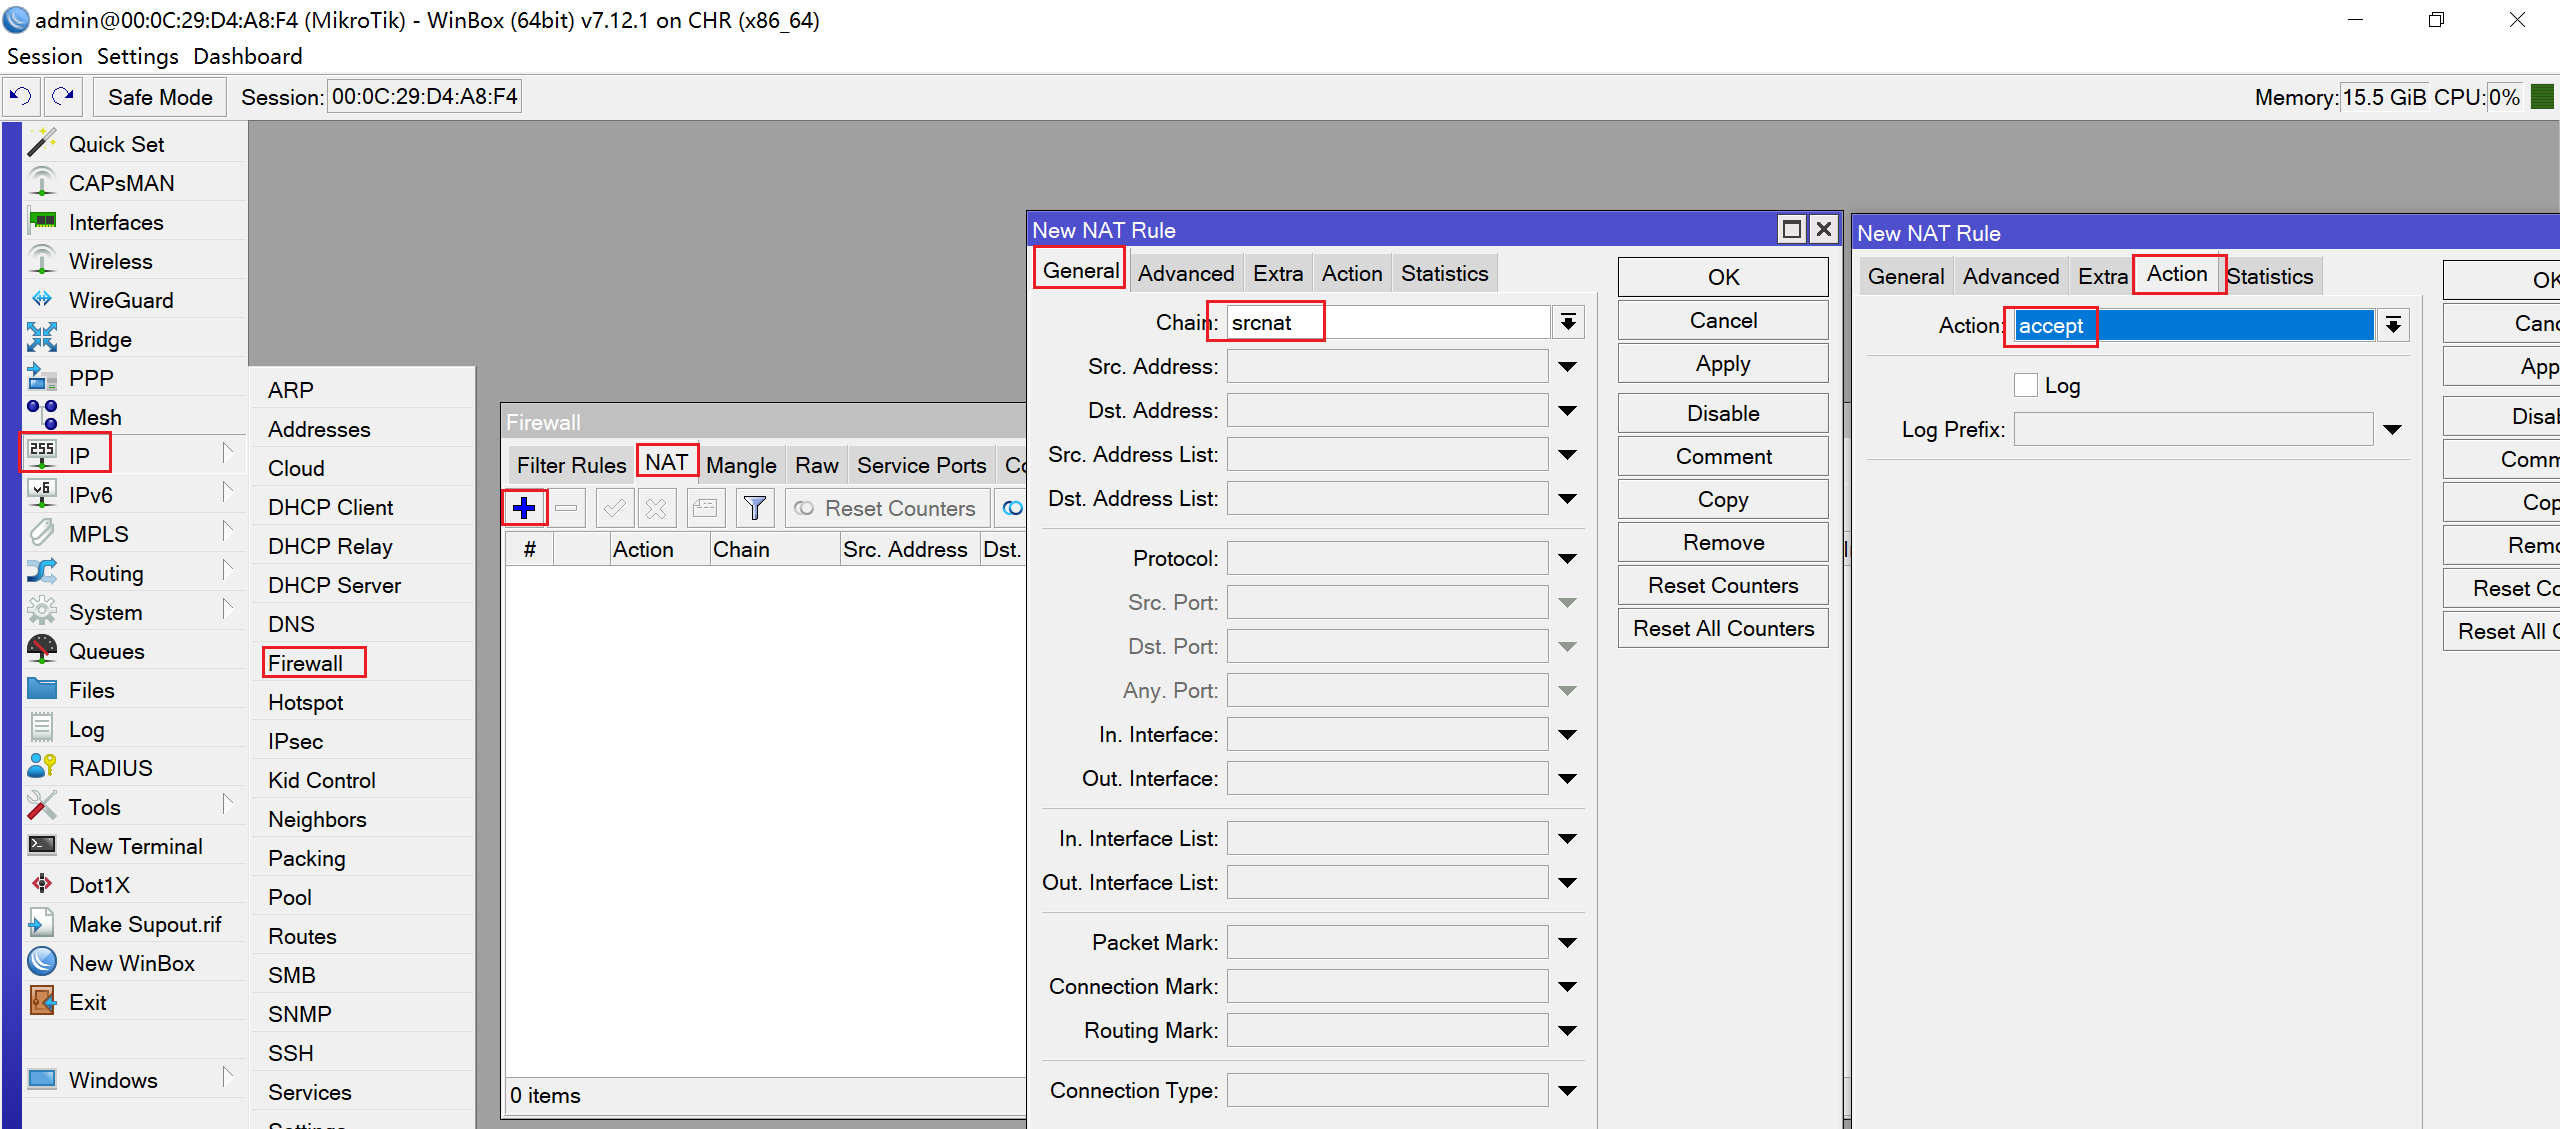 admin@00:0C:29:D4:A8:F4 (MikroTik) - WinBox (64bit) v7.12.1 on CHR (x86_64)
Session Settings Dashboard
Safe Mode Session: 00:0C:29:D4:A8:F4 Memory: 15.5 GiB CPU: 0%
Quick Set
CAPsMAN
Interfaces
Wireless
WireGuard
Bridge
PPP
Mesh
255 IP
v6 IPv6
MPLS
Routing
System
Queues
Files
Log
RADIUS
Tools
New Terminal
Dot1X
Make Supout.rif
New WinBox
Exit
Windows
ARP
Addresses
Cloud
DHCP Client
DHCP Relay
DHCP Server
DNS
Firewall
Hotspot
IPsec
Kid Control
Neighbors
Packing
Pool
Routes
SMB
SNMP
SSH
Services
Firewall
Filter Rules NAT Mangle Raw Service Ports Co
Reset Counters
# Action Chain Src. Address Dst.
0 items
New NAT Rule
General Advanced Extra Action Statistics
Chain: srcnat
Src. Address:
Dst. Address:
Src. Address List:
Dst. Address List:
Protocol:
Src. Port:
Dst. Port:
Any. Port:
In. Interface:
Out. Interface:
In. Interface List:
Out. Interface List:
Packet Mark:
Connection Mark:
Routing Mark:
Connection Type:
OK
Cancel
Apply
Disable
Comment
Copy
Remove
Reset Counters
Reset All Counters
New NAT Rule
General Advanced Extra Action Statistics
Action: accept
Log
Log Prefix:
OK
Canc
App
Disab
Comm
Cop
Remo
Reset Co
Reset All C